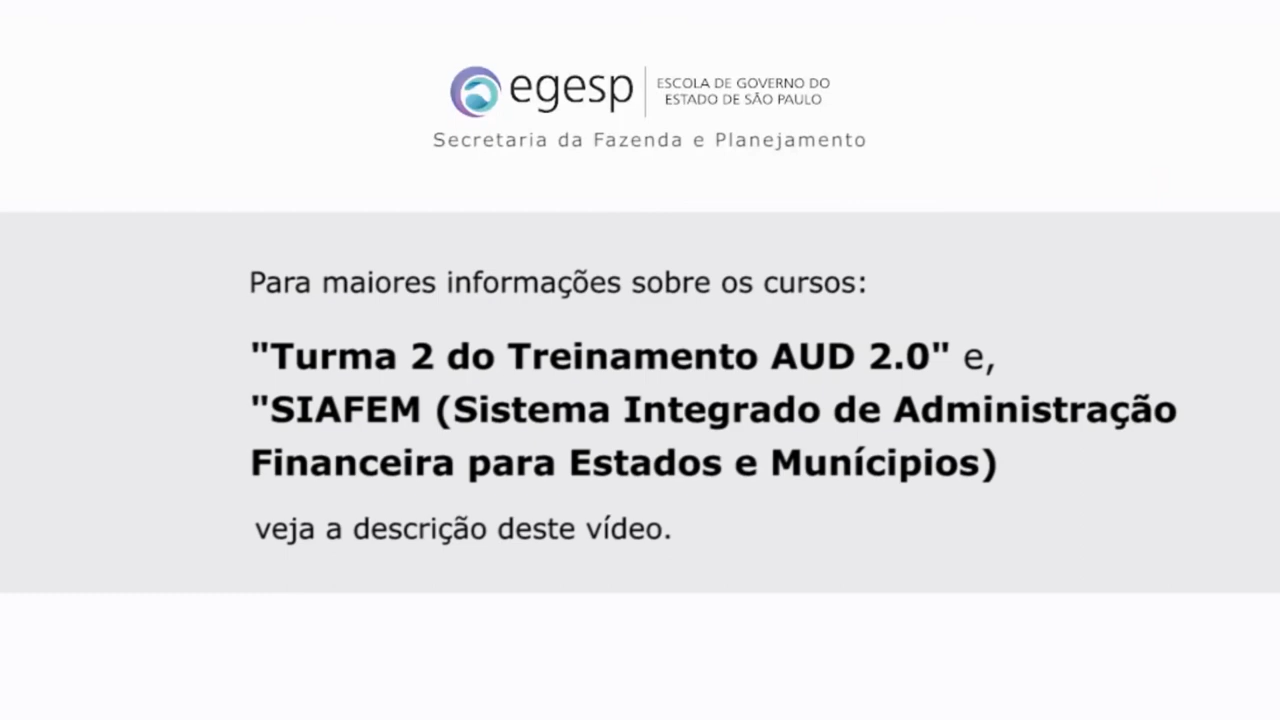 egesp
ESCOLA DE GOVERNO DO
ESTADO DE SÃO PAULO
Secretaria da Fazenda e Planejamento
Para maiores informações sobre os cursos:
"Turma 2 do Treinamento AUD 2.0" e,
"SIAFEM (Sistema Integrado de Administração
Financeira para Estados e Munícipios)
veja a descrição deste vídeo.